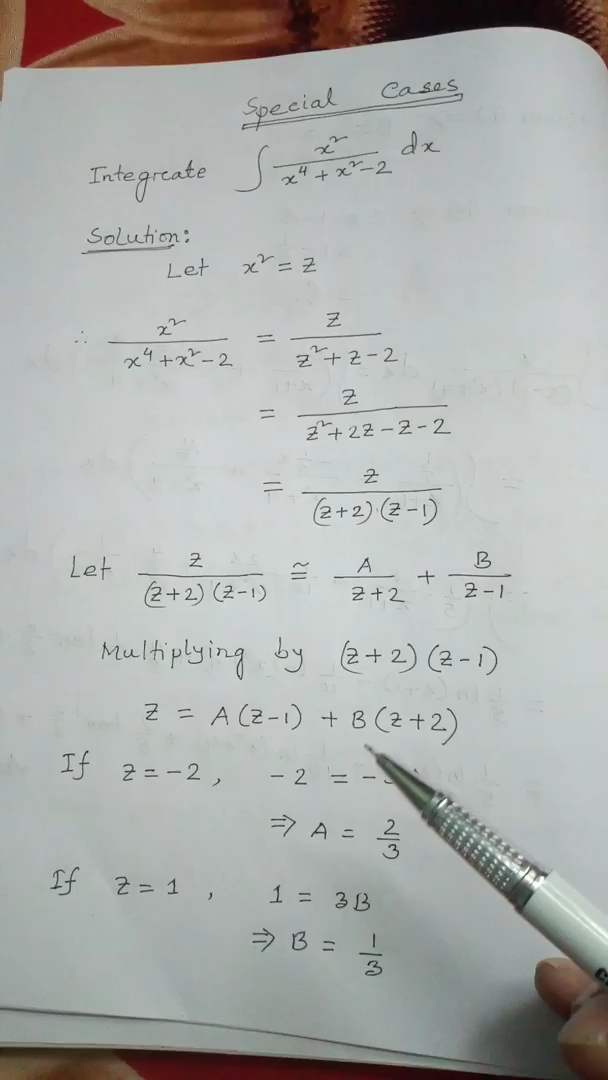 Special Cases
Integrate ∫ x²/(x⁴ + x² - 2) dx
Solution:
Let x² = z
∴ x²/(x⁴ + x² - 2) = z/(z² + z - 2)
= z/(z² + 2z - z - 2)
= z/((z+2)(z-1))
Let z/((z+2)(z-1)) ≅ A/(z+2) + B/(z-1)
Multiplying by (z+2)(z-1)
z = A(z-1) + B(z+2)
If z = -2, -2 = -
⇒ A = 2/3
If z = 1, 1 = 3B
⇒ B = 1/3